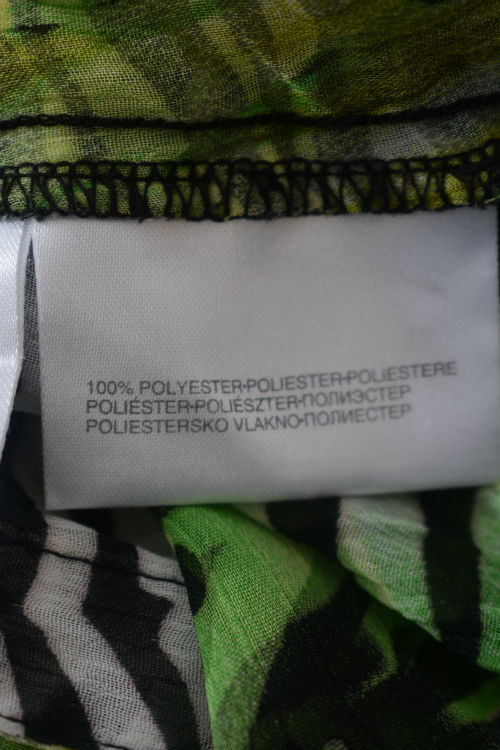 100% POLYESTER•POLIESTER•POLIESTERE
POLIÉSTER•POLIÉSZTER•ПОЛИЭСТЕР
POLIESTERSKO VLAKNO•ПОЛИЕСТЕР